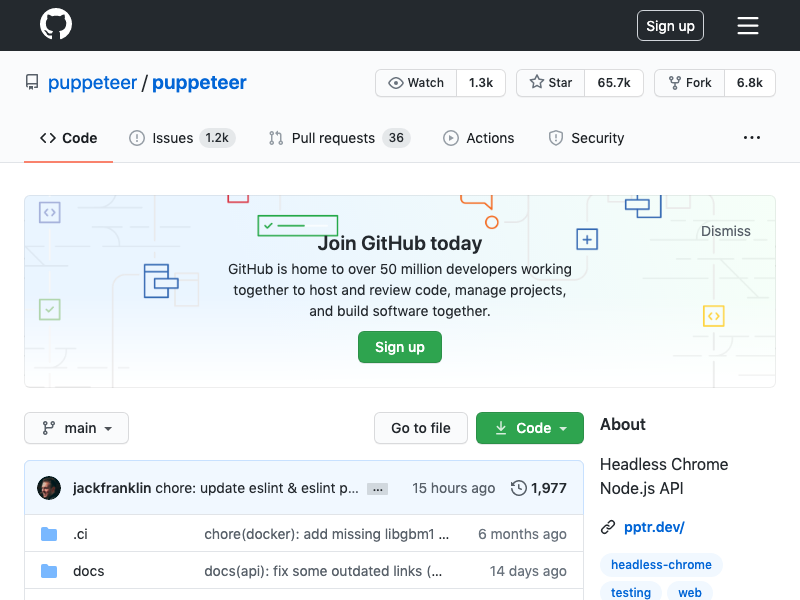 Sign up
puppeteer / puppeteer
Watch 1.3k
Star 65.7k
Fork 6.8k
Code
Issues 1.2k
Pull requests 36
Actions
Security
Dismiss
Join GitHub today
GitHub is home to over 50 million developers working
together to host and review code, manage projects,
and build software together.
Sign up
main
Go to file
Code
jackfranklin chore: update eslint & eslint p... ... 15 hours ago 1,977
.ci chore(docker): add missing libgbm1 ... 6 months ago
docs docs(api): fix some outdated links (... 14 days ago
About
Headless Chrome
Node.js API
pptr.dev/
headless-chrome
testing web